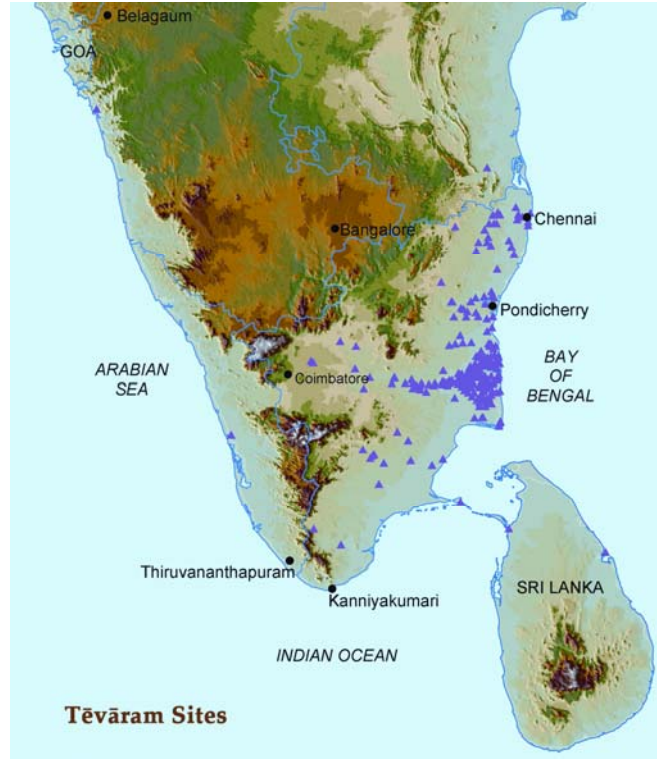 Belagaum
GOA
Chennai
Bangalore
Pondicherry
ARABIAN
SEA
Coimbatore
BAY
OF
BENGAL
Thiruvananthapuram
Kanniyakumari
SRI LANKA
INDIAN OCEAN
Tēvāram Sites